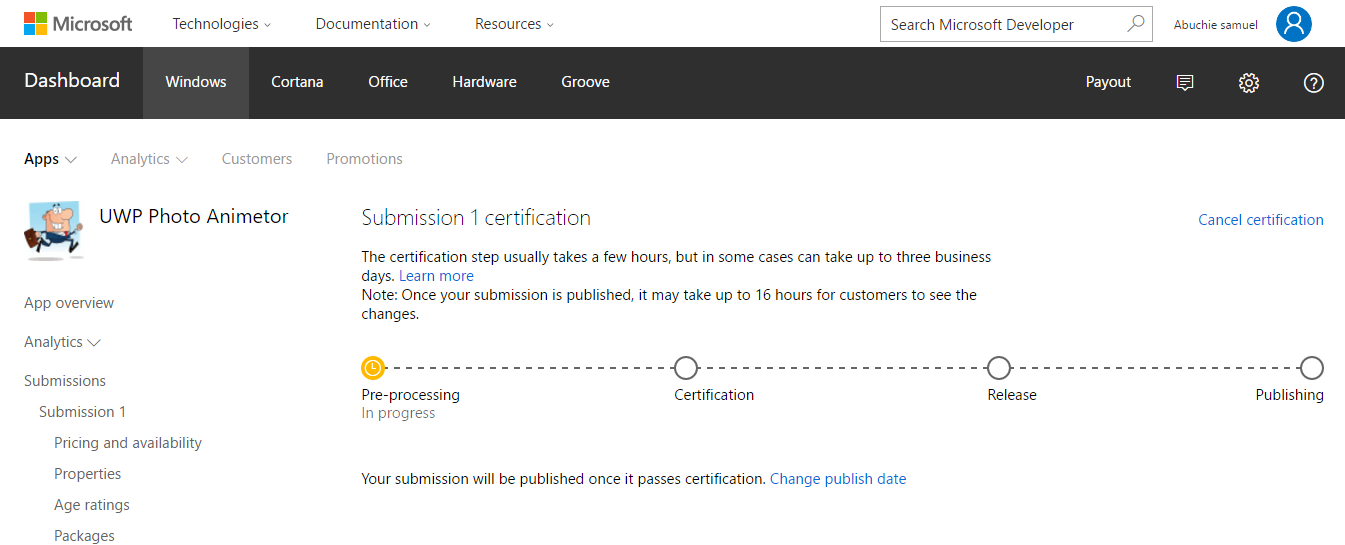 Microsoft
Technologies
Documentation
Resources
Search Microsoft Developer
Abuchie samuel
Dashboard
Windows
Cortana
Office
Hardware
Groove
Payout
Apps
Analytics
Customers
Promotions
UWP Photo Animetor
App overview
Analytics
Submissions
Submission 1
Pricing and availability
Properties
Age ratings
Packages
Submission 1 certification
Cancel certification
The certification step usually takes a few hours, but in some cases can take up to three business
days. Learn more
Note: Once your submission is published, it may take up to 16 hours for customers to see the
changes.
Pre-processing
In progress
Certification
Release
Publishing
Your submission will be published once it passes certification. Change publish date